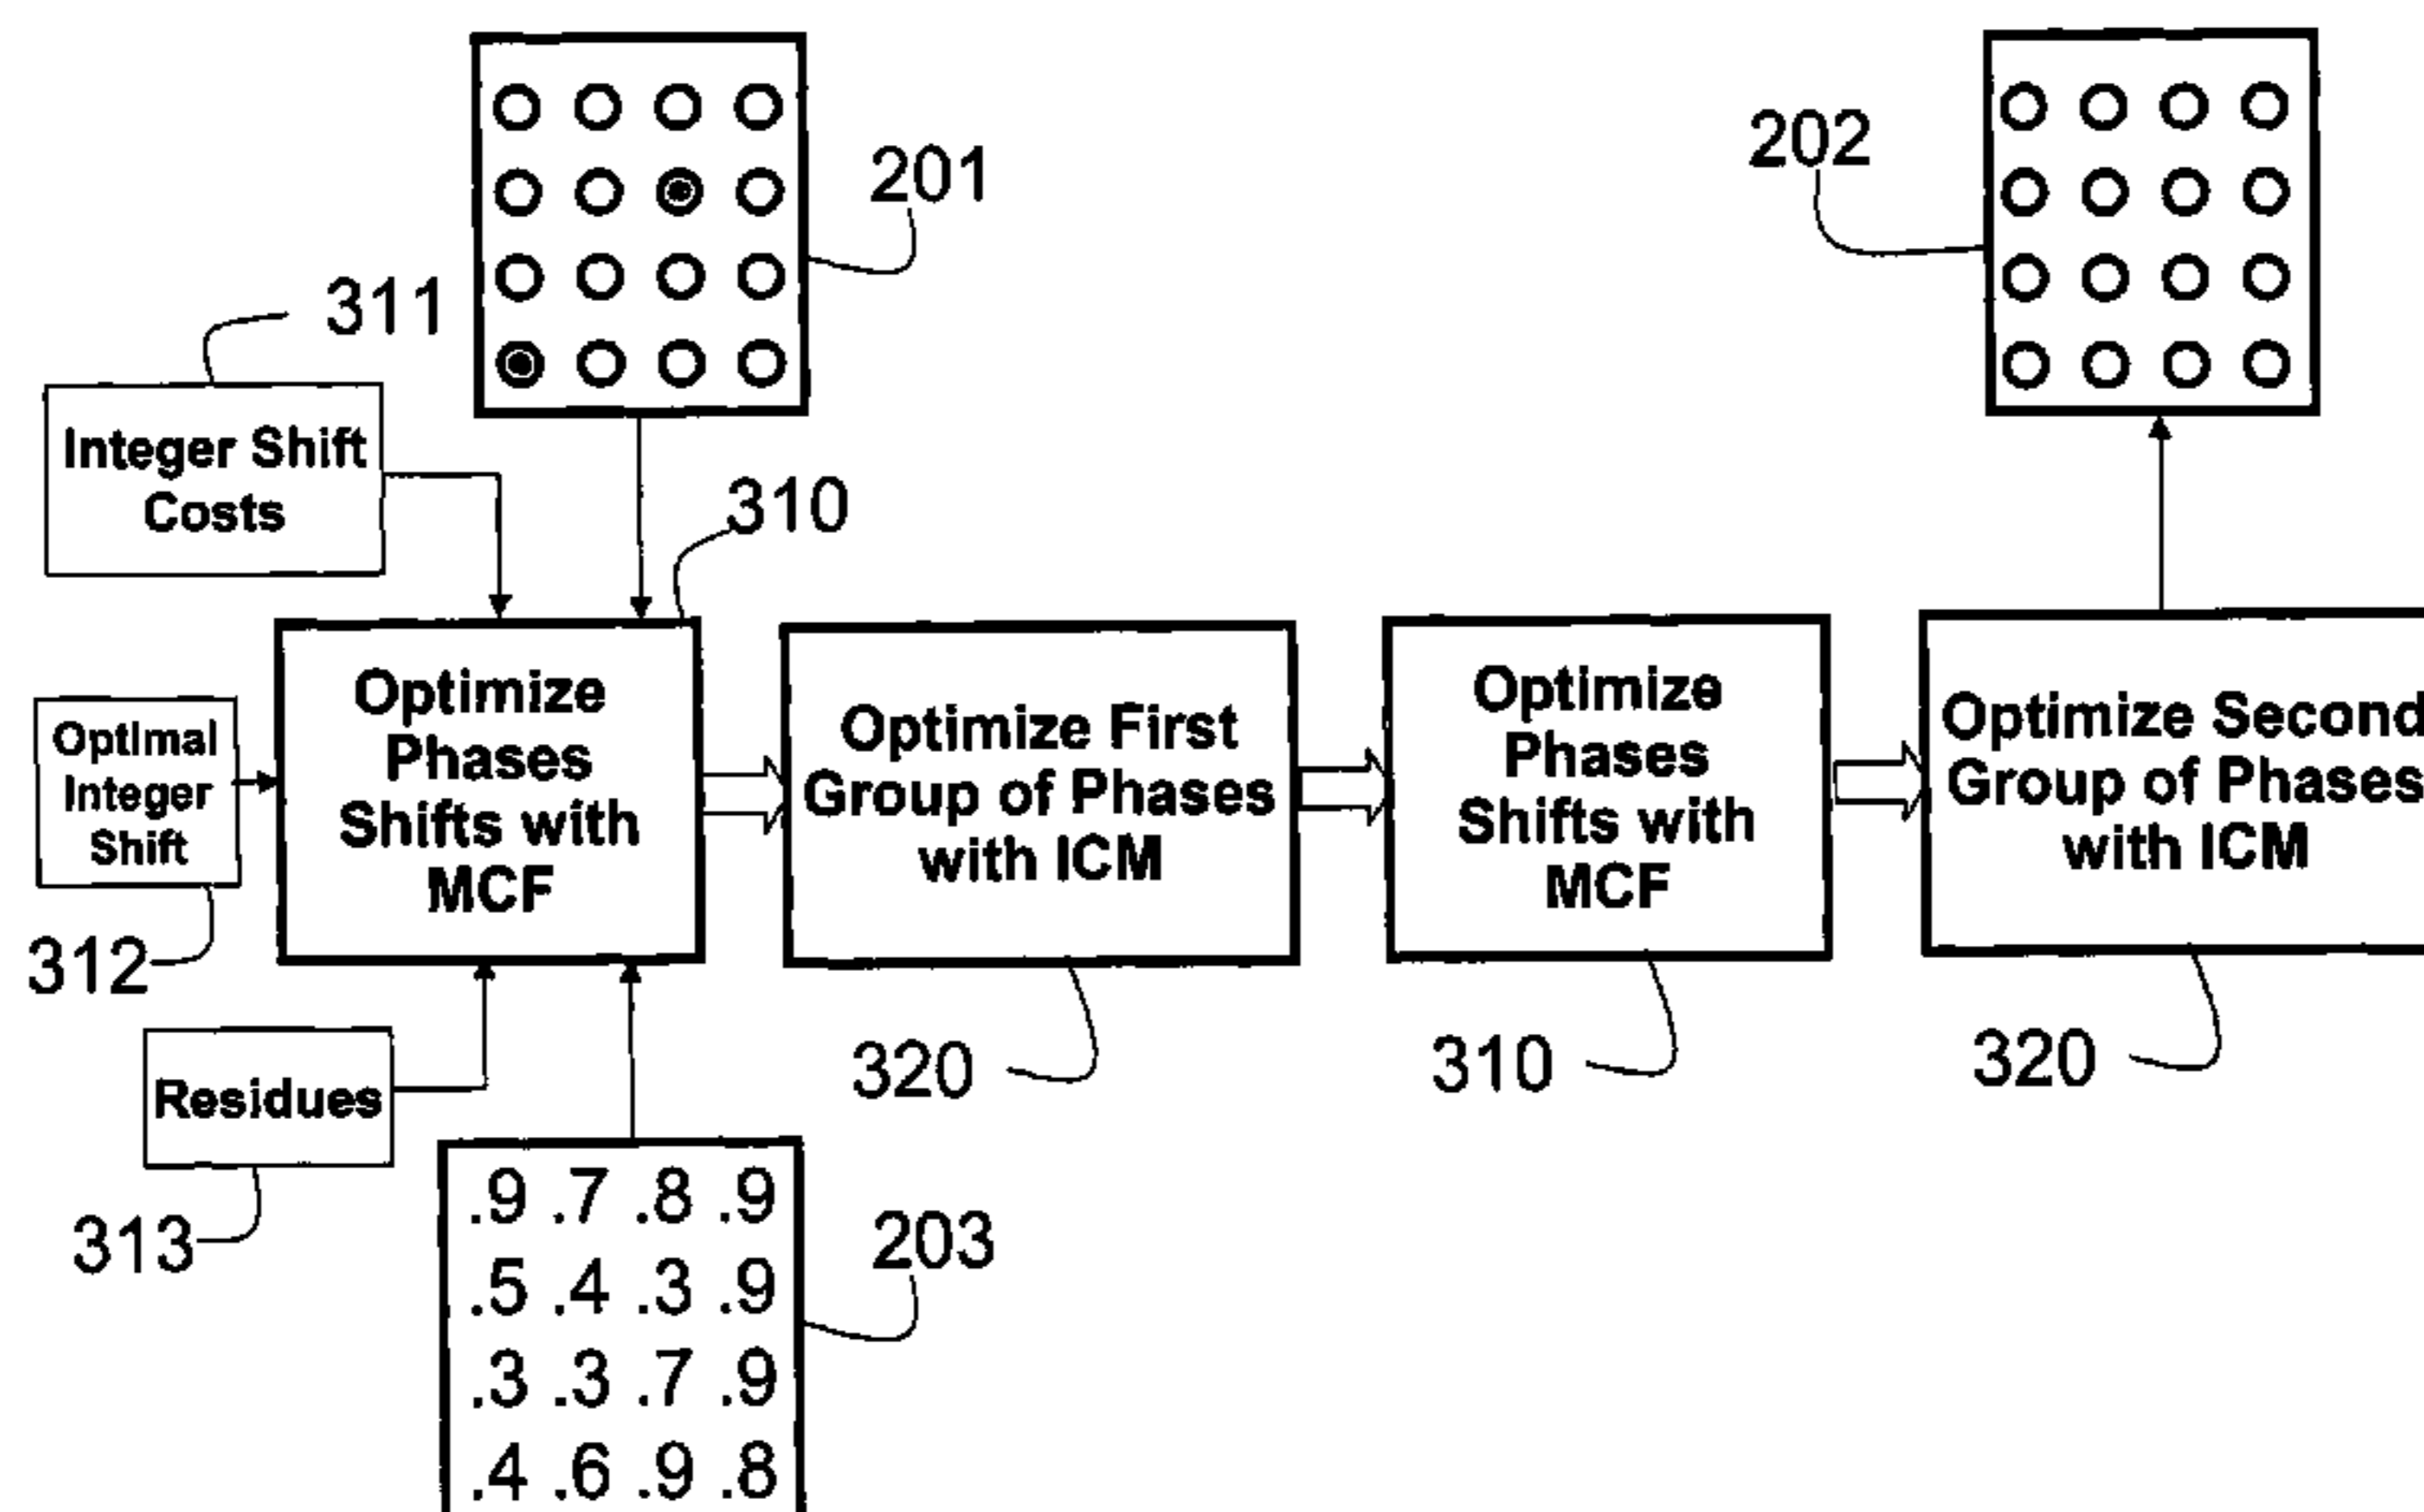 201
202
311
Integer Shift
Costs
310
Optimal
Integer
Shift
312
Optimize
Phases
Shifts with
MCF
Optimize First
Group of Phases
with ICM
320
Optimize
Phases
Shifts with
MCF
310
Optimize Second
Group of Phases
with ICM
320
Residues
313
.9 .7 .8 .9
.5 .4 .3 .9
.3 .3 .7 .9
.4 .6 .9 .8
203